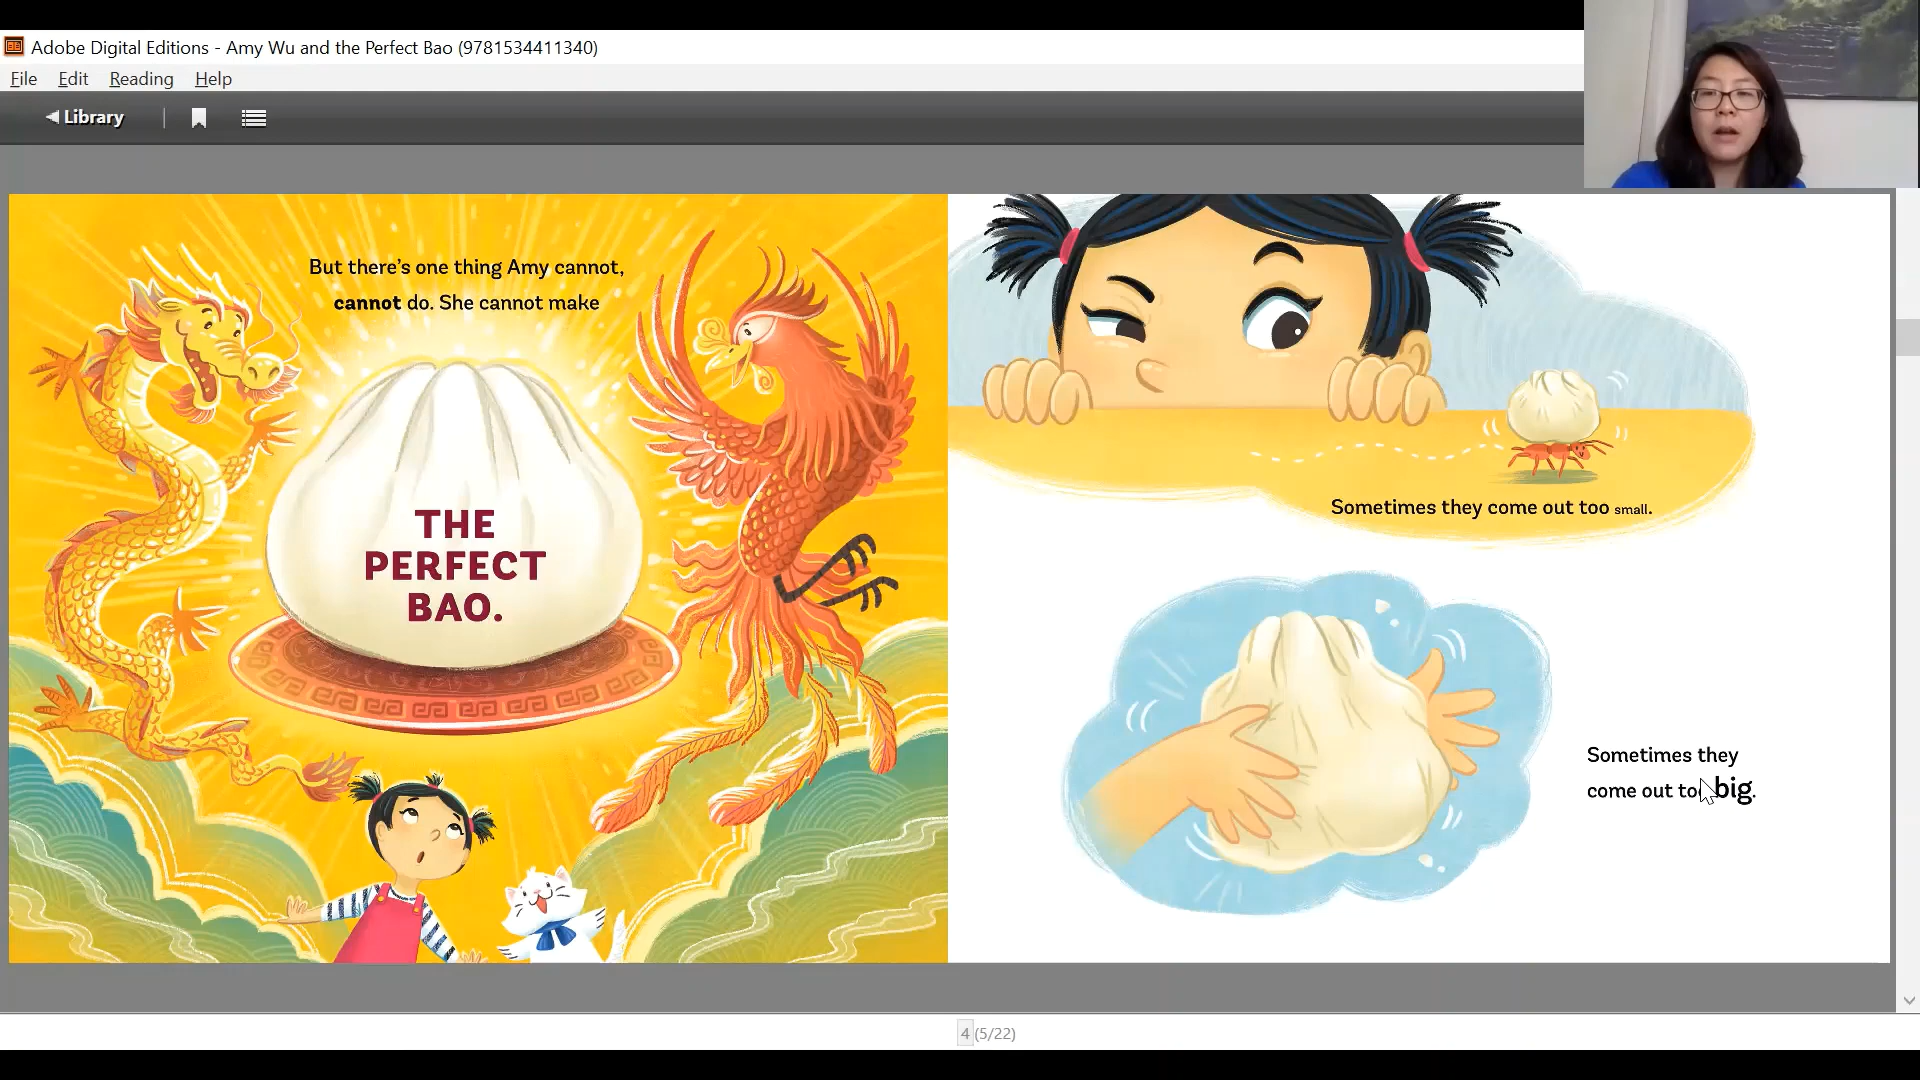 Adobe Digital Editions - Amy Wu and the Perfect Bao (9781534411340)
File Edit Reading Help
Library
But there's one thing Amy cannot,
cannot do. She cannot make
THE
PERFECT
BAO.
Sometimes they come out too small.
Sometimes they
come out too big.
4 (5/22)